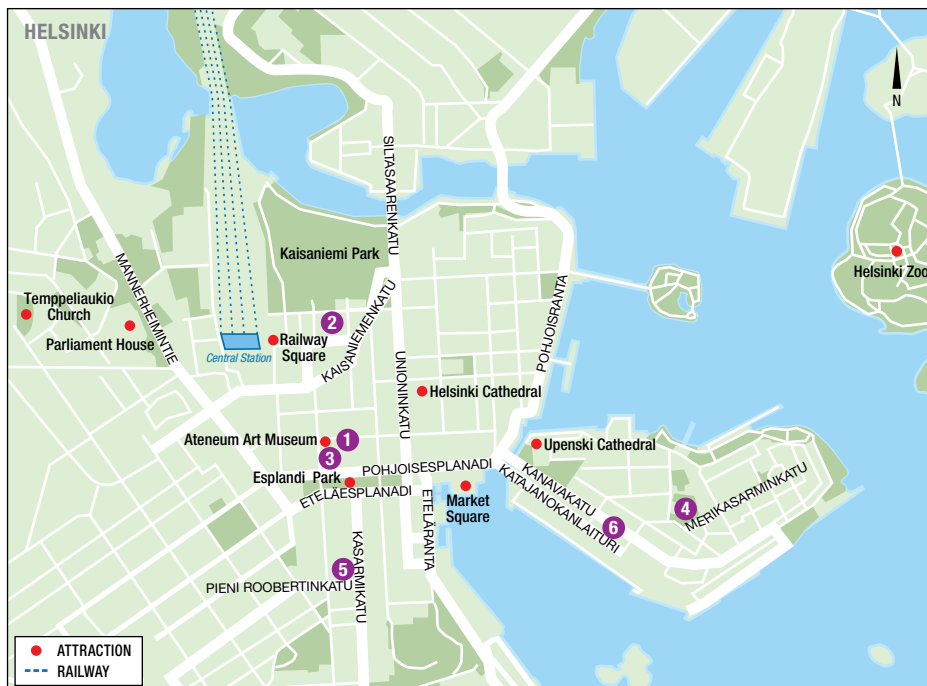 HELSINKI
N
SILTASAARENKATU
Kaisaniemi Park
MANNERHEIMINTIE
Helsinki Zoo
Temppeliaukio
Church
Parliament House
2
Railway
Square
Central Station
KAISANIEMENKATU
UNIONINKATU
POHJOISRANTA
Helsinki Cathedral
Ateneum Art Museum
1
3
Upenski Cathedral
POHJOISESPLANADI
Esplandi Park
ETELÄESPLANADI
ETELÄRANTA
Market
Square
KANAVAKATU
KATAJANOKANLAITURI
6
4
MERIKASARMINKATU
5
PIENI ROOBERTINKATU
KASARMIKATU
ATTRACTION
RAILWAY